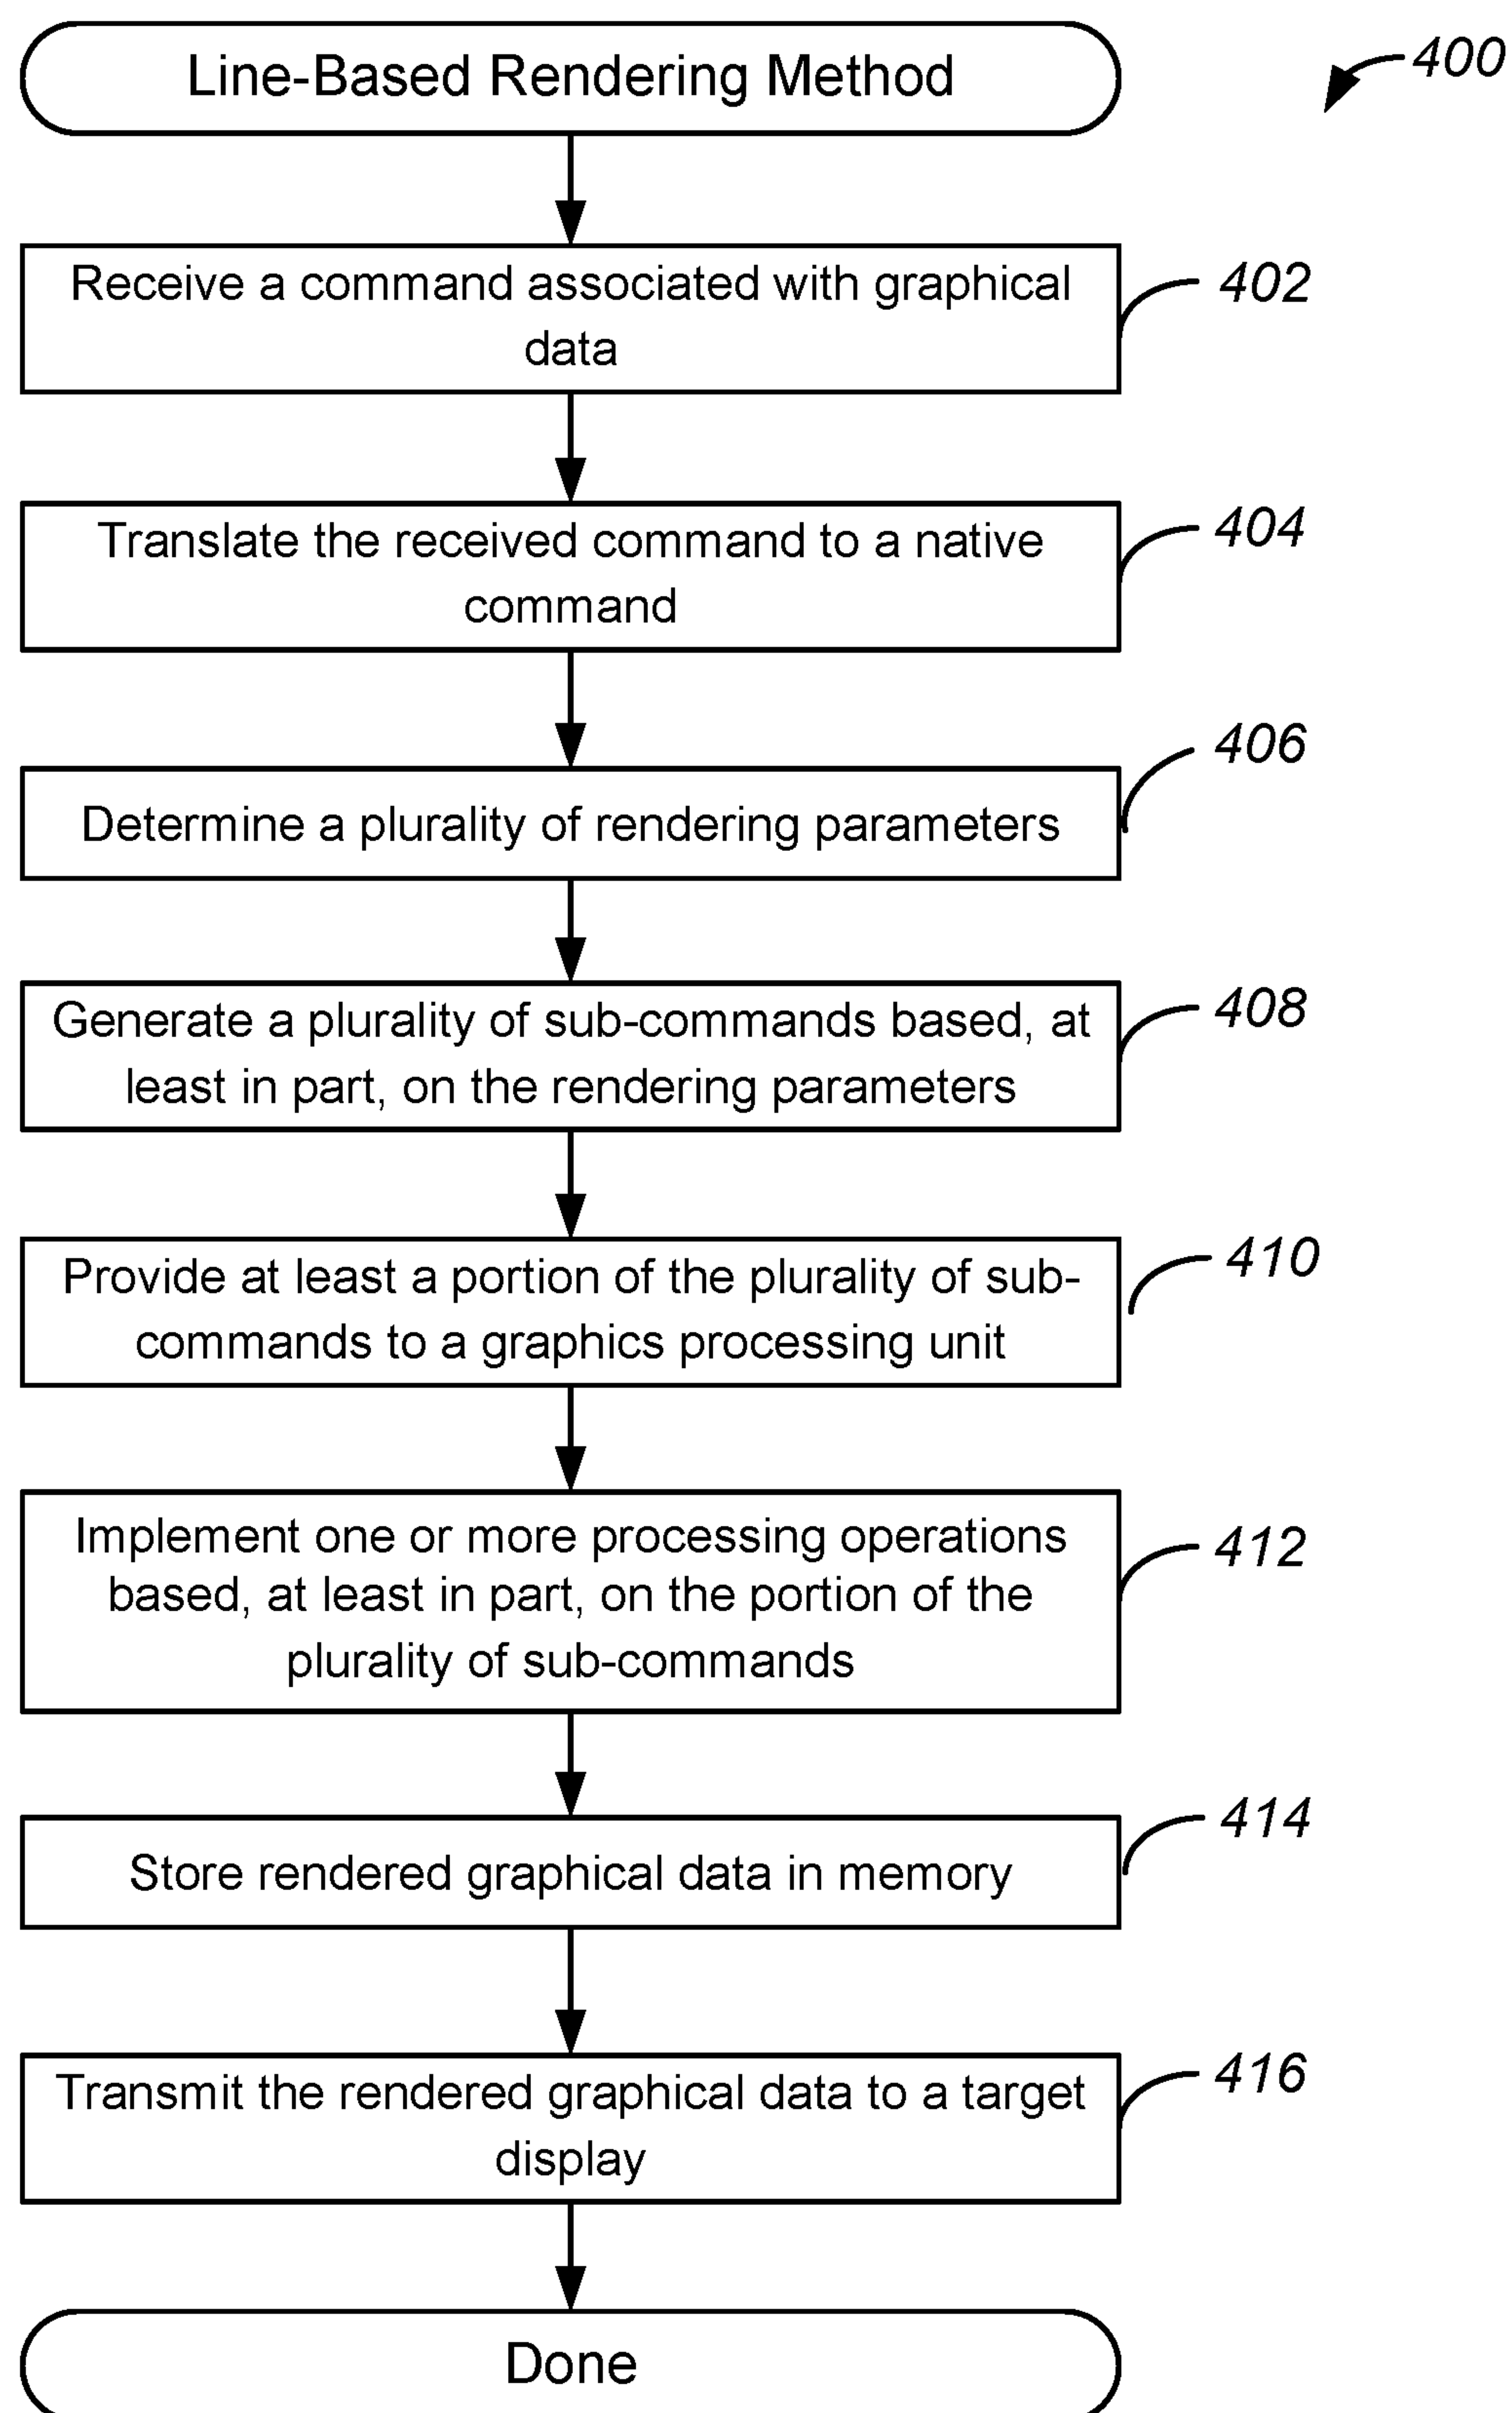 Line-Based Rendering Method
400
Receive a command associated with graphical
data
402
Translate the received command to a native
command
404
Determine a plurality of rendering parameters
406
Generate a plurality of sub-commands based, at
least in part, on the rendering parameters
408
Provide at least a portion of the plurality of sub-
commands to a graphics processing unit
410
Implement one or more processing operations
based, at least in part, on the portion of the
plurality of sub-commands
412
Store rendered graphical data in memory
414
Transmit the rendered graphical data to a target
display
416
Done